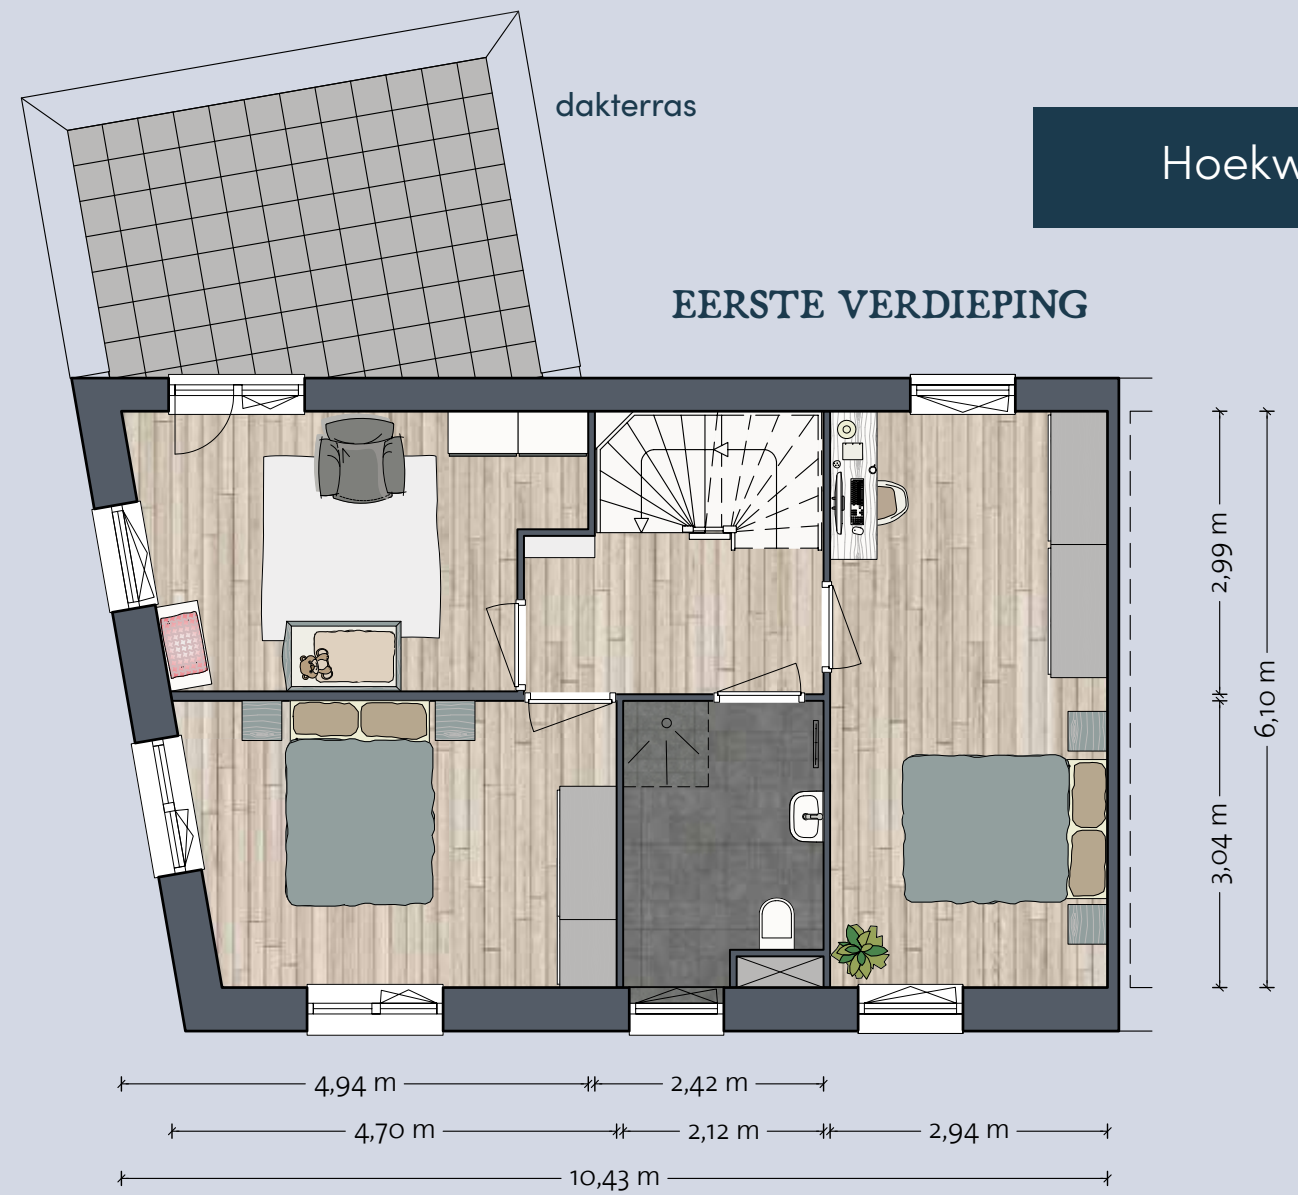 dakterras
Hoekw
EERSTE VERDIEPING
2,99 m
6,10 m
3,04 m
4,94 m
2,42 m
4,70 m
2,12 m
2,94 m
10,43 m